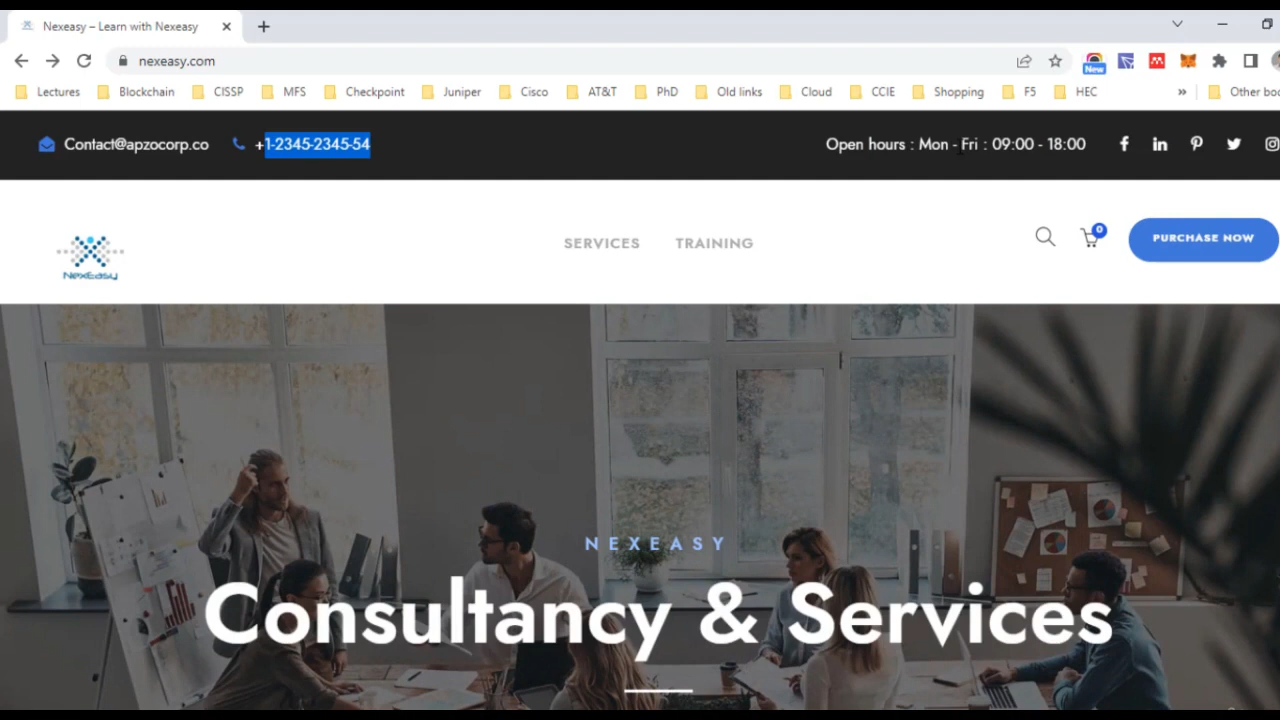 Nexeasy – Learn with Nexeasy
nexeasy.com
New
Lectures Blockchain CISSP MFS Checkpoint Juniper Cisco AT&T PhD Old links Cloud CCIE Shopping F5 HEC » Other boo
Contact@apzocorp.co +1-2345-2345-54 Open hours : Mon - Fri : 09:00 - 18:00
NexEasy
SERVICES TRAINING 0 PURCHASE NOW
NEXEASY
Consultancy & Services